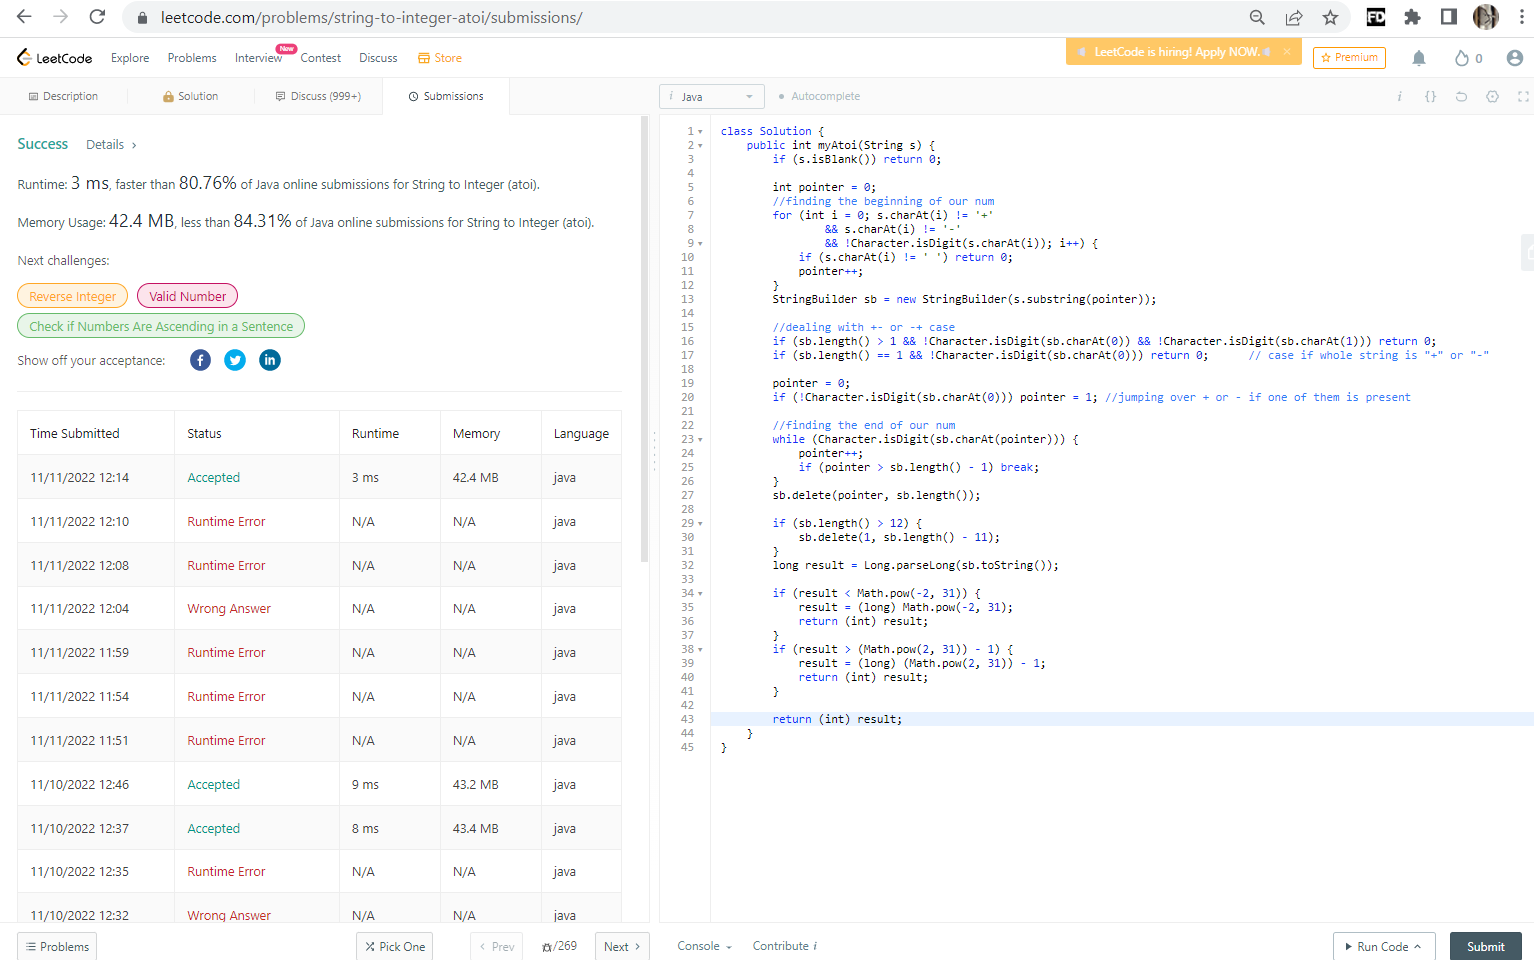 leetcode.com/problems/string-to-integer-atoi/submissions/
FD
LeetCode
Explore
Problems
Interview
New
Contest
Discuss
Store
LeetCode is hiring! Apply NOW.
×
Premium
0
Description
Solution
Discuss (999+)
Submissions
i Java
Autocomplete
i {}
Success
Details >
Runtime: 3 ms, faster than 80.76% of Java online submissions for String to Integer (atoi).
Memory Usage: 42.4 MB, less than 84.31% of Java online submissions for String to Integer (atoi).
Next challenges:
Reverse Integer
Valid Number
Check if Numbers Are Ascending in a Sentence
Show off your acceptance:
f
in
Time Submitted Status Runtime Memory Language
11/11/2022 12:14 Accepted 3 ms 42.4 MB java
11/11/2022 12:10 Runtime Error N/A N/A java
11/11/2022 12:08 Runtime Error N/A N/A java
11/11/2022 12:04 Wrong Answer N/A N/A java
11/11/2022 11:59 Runtime Error N/A N/A java
11/11/2022 11:54 Runtime Error N/A N/A java
11/11/2022 11:51 Runtime Error N/A N/A java
11/10/2022 12:46 Accepted 9 ms 43.2 MB java
11/10/2022 12:37 Accepted 8 ms 43.4 MB java
11/10/2022 12:35 Runtime Error N/A N/A java
11/10/2022 12:32 Wrong Answer N/A N/A java
1 class Solution {
2     public int myAtoi(String s) {
3         if (s.isBlank()) return 0;
4
5         int pointer = 0;
6         //finding the beginning of our num
7         for (int i = 0; s.charAt(i) != '+'
8                 && s.charAt(i) != '-'
9                 && !Character.isDigit(s.charAt(i)); i++) {
10             if (s.charAt(i) != ' ') return 0;
11             pointer++;
12         }
13         StringBuilder sb = new StringBuilder(s.substring(pointer));
14
15         //dealing with +- or -+ case
16         if (sb.length() > 1 && !Character.isDigit(sb.charAt(0)) && !Character.isDigit(sb.charAt(1))) return 0;
17         if (sb.length() == 1 && !Character.isDigit(sb.charAt(0))) return 0;      // case if whole string is "+" or "-"
18
19         pointer = 0;
20         if (!Character.isDigit(sb.charAt(0))) pointer = 1; //jumping over + or - if one of them is present
21
22         //finding the end of our num
23         while (Character.isDigit(sb.charAt(pointer))) {
24             pointer++;
25             if (pointer > sb.length() - 1) break;
26         }
27         sb.delete(pointer, sb.length());
28
29         if (sb.length() > 12) {
30             sb.delete(1, sb.length() - 11);
31         }
32         long result = Long.parseLong(sb.toString());
33
34         if (result < Math.pow(-2, 31)) {
35             result = (long) Math.pow(-2, 31);
36             return (int) result;
37         }
38         if (result > (Math.pow(2, 31)) - 1) {
39             result = (long) (Math.pow(2, 31)) - 1;
40             return (int) result;
41         }
42
43         return (int) result;
44     }
45 }
Problems
Pick One
< Prev
/269
Next >
Console
Contribute i
Run Code
Submit